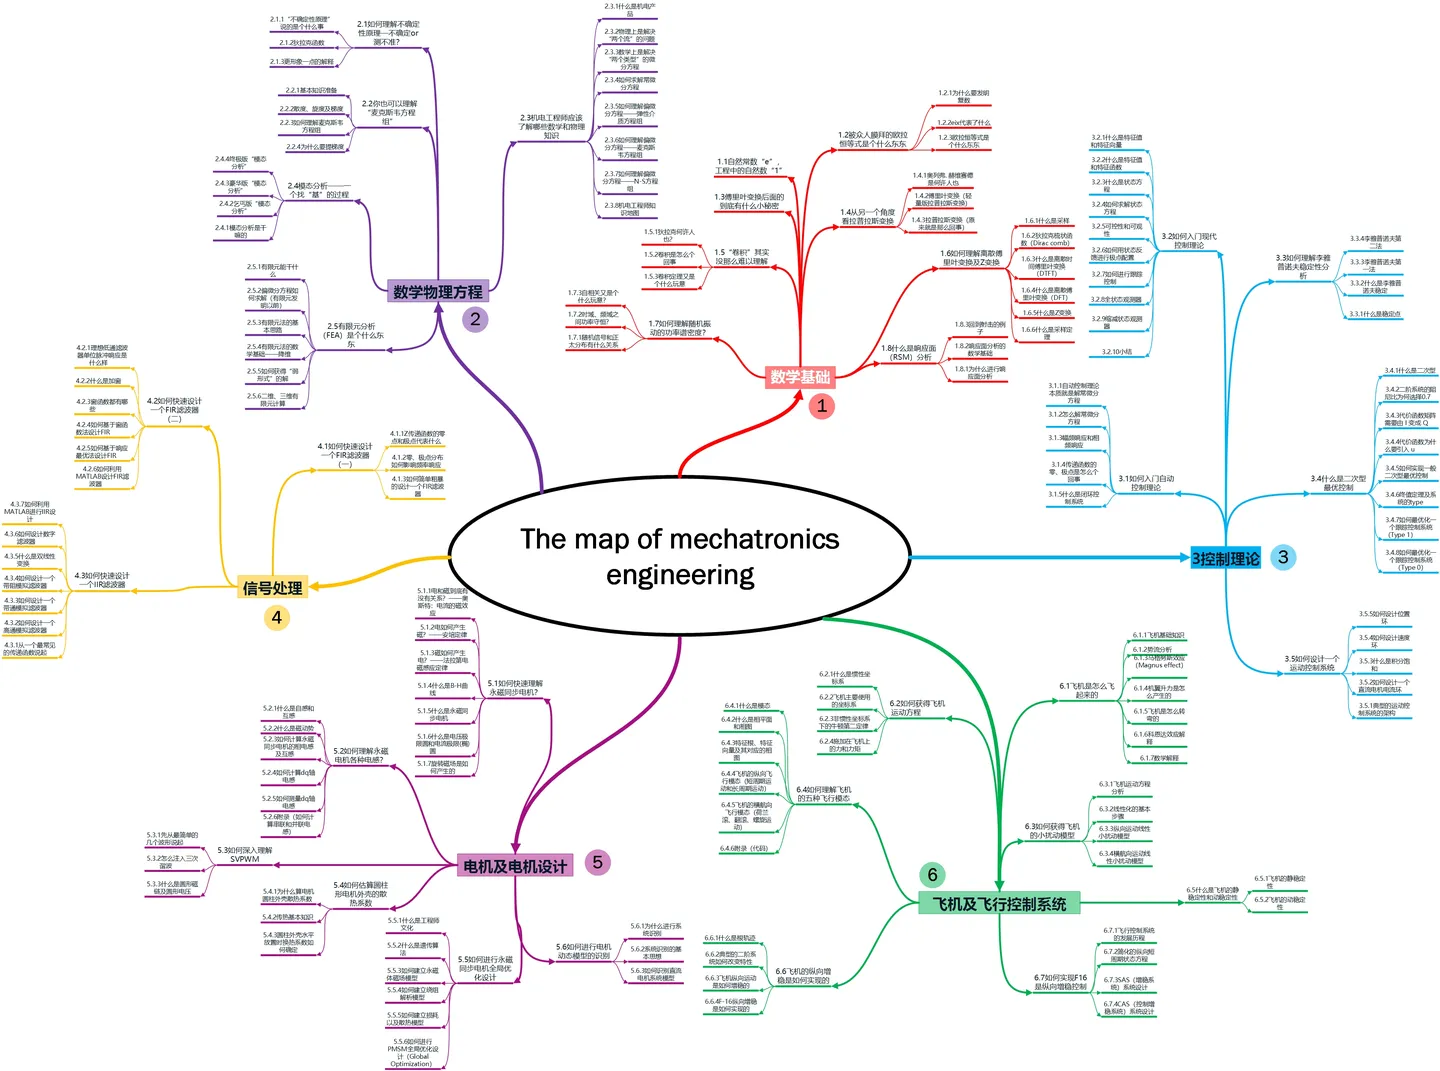 The map of mechatronics
engineering
数学基础
1
1.1自然常数“e”,
工程中的自然数“1”
1.2被众人膜拜的欧拉
恒等式是个什么东东
1.2.1为什么要发明
复数
1.2.2eix代表了什么
1.2.3欧拉恒等式是
个什么东东
1.3傅里叶变换后面的
到底有什么小秘密
1.4从另一个角度
看拉普拉斯变换
1.4.1奥列弗.赫维赛德
是何许人也
1.4.2傅里叶变换(轻
量版拉普拉斯变换)
1.4.3拉普拉斯变换(原
来就是那么回事)
1.5“卷积”其实
没那么难以理解
1.5.1狄拉克何许人
也?
1.5.2卷积是怎么个
回事
1.5.3卷积定理又是
个什么玩意
1.6如何理解离散傅
里叶变换及Z变换
1.6.1什么是采样
1.6.2狄拉克梳状函
数(Dirac comb)
1.6.3什么是离散时
间傅里叶变换
(DTFT)
1.6.4什么是离散傅
里叶变换(DFT)
1.6.5什么是Z变换
1.6.6什么是采样定
理
1.7如何理解随机振
动的功率谱密度?
1.7.3自相关又是个
什么玩意?
1.7.2时域、频域之
间功率守恒?
1.7.1随机信号和正
太分布有什么关系
1.8什么是响应面
(RSM)分析
1.8.3回到射击的例
子
1.8.2响应面分析的
数学基础
1.8.1为什么进行响
应面分析
数学物理方程
2
2.1如何理解不确定
性原理—不确定or
测不准?
2.1.1“不确定性原理”
说的是个什么事
2.1.2狄拉克函数
2.1.3更形象一点的解释
2.2你也可以理解
“麦克斯韦方程
组”
2.2.1基本知识准备
2.2.2散度、旋度及梯度
2.2.3如何理解麦克斯韦
方程组
2.2.4为什么要提梯度
2.3机电工程师应该
了解哪些数学和物理
知识
2.3.1什么是机电产
品
2.3.2物理上是解决
“两个流”的问题
2.3.3数学上是解决
“两个类型”的微
分方程
2.3.4如何求解常微
分方程
2.3.5如何理解偏微
分方程——弹性介
质方程组
2.3.6如何理解偏微
分方程——麦克斯
韦方程组
2.3.7如何理解偏微
分方程——N-S方程
组
2.3.8机电工程师知
识地图
2.4模态分析———
个找“基”的过程
2.4.4终极版“模态
分析”
2.4.3豪华版“模态
分析”
2.4.2乞丐版“模态
分析”
2.4.1模态分析是干
嘛的
2.5有限元分析
(FEA)是个什么东
东
2.5.1有限元能干什
么
2.5.2偏微分方程如
何求解(有限元发
明以前)
2.5.3有限元法的基
本思路
2.5.4有限元法的数
学基础——降维
2.5.5如何获得“弱
形式”的解
2.5.6二维、三维有
限元计算
3控制理论
3
3.1如何入门自动
控制理论
3.1.1自动控制理论
本质就是解常微分
方程
3.1.2怎么解常微分
方程
3.1.3幅频响应和相
频响应
3.1.4传递函数的
零、极点是怎么个
回事
3.1.5什么是闭环控
制系统
3.2如何入门现代
控制理论
3.2.1什么是特征值
和特征向量
3.2.2什么是特征值
和特征函数
3.2.3什么是状态方
程
3.2.4如何求解状态
方程
3.2.5可控性和可观
性
3.2.6如何用状态反
馈进行极点配置
3.2.7如何进行跟踪
控制
3.2.8全状态观测器
3.2.9缩减状态观测
器
3.2.10小结
3.3如何理解李雅
普诺夫稳定性分
析
3.3.4李雅普诺夫第
二法
3.3.3李雅普诺夫第
一法
3.3.2什么是李雅普
诺夫稳定
3.3.1什么是稳定点
3.4什么是二次型
最优控制
3.4.1什么是二次型
3.4.2二阶系统的阻
尼比为何选择0.7
3.4.3代价函数矩阵
需要由 I 变成 Q
3.4.4代价函数为什
么要引入 u
3.4.5如何实现一般
二次型最优控制
3.4.6终值定理及系
统的type
3.4.7如何最优化一
个跟踪控制系统
(Type 1)
3.4.8如何最优化一
个跟踪控制系统
(Type 0)
3.5如何设计一个
运动控制系统
3.5.5如何设计位置
环
3.5.4如何设计速度
环
3.5.3什么是积分饱
和
3.5.2如何设计一个
直流电机电流环
3.5.1典型的运动控
制系统的架构
信号处理
4
4.1如何快速设计
一个FIR滤波器
(一)
4.1.1Z传递函数的零
点和极点代表什么
4.1.2零、极点分布
如何影响频率响应
4.1.3如何简单粗暴
的设计一个FIR滤波
器
4.2如何快速设计
一个FIR滤波器
(二)
4.2.1理想低通滤波
器单位脉冲响应是
什么样
4.2.2什么是加窗
4.2.3窗函数都有哪
些
4.2.4如何基于窗函
数法设计FIR
4.2.5如何基于响应
最优法设计FIR
4.2.6如何利用
MATLAB设计FIR滤
波器
4.3如何快速设计
一个IIR滤波器
4.3.7如何利用
MATLAB进行IIR设
计
4.3.6如何设计数字
滤波器
4.3.5什么是双线性
变换
4.3.4如何设计一个
带阻模拟滤波器
4.3.3如何设计一个
带通模拟滤波器
4.3.2如何设计一个
高通模拟滤波器
4.3.1从一个最常见
的传递函数说起
电机及电机设计
5
5.1如何快速理解
永磁同步电机?
5.1.1电和磁到底有
没有关系?——奥
斯特:电流的磁效
应
5.1.2电如何产生
磁?——安培定律
5.1.3磁如何产生
电?——法拉第电
磁感应定律
5.1.4什么是B-H曲
线
5.1.5什么是永磁同
步电机
5.1.6什么是电压极
限圆和电流极限(椭)
圆
5.1.7旋转磁场是如
何产生的
5.2如何理解永磁
电机各种电感?
5.2.1什么是自感和
互感
5.2.2什么是磁动势
5.2.3如何计算永磁
同步电机的相电感
及互感
5.2.4如何计算dq轴
电感
5.2.5如何测量dq轴
电感
5.2.6附录(如何计
算串联和并联电
感)
5.3如何深入理解
SVPWM
5.3.1先从最简单的
几个波形说起
5.3.2怎么注入三次
谐波
5.3.3什么是圆形磁
链及圆形电压
5.4如何估算圆柱
形电机外壳的散
热系数
5.4.1为什么算电机
圆柱外壳散热系数
5.4.2传热基本知识
5.4.3圆柱外壳水平
放置时换热系数如
何确定
5.5如何进行永磁
同步电机全局优
化设计
5.5.1什么是工程师
文化
5.5.2什么是遗传算
法
5.5.3如何建立永磁
体磁场模型
5.5.4如何建立绕组
解析模型
5.5.5如何建立损耗
以及散热模型
5.5.6如何进行
PMSM全局优化设
计(Global
Optimization)
5.6如何进行电机
动态模型的识别
5.6.1为什么进行系
统识别
5.6.2系统识别的基
本思想
5.6.3如何识别直流
电机系统模型
飞机及飞行控制系统
6
6.1飞机是怎么飞
起来的
6.1.1飞机基础知识
6.1.2势流分析
6.1.3马格努斯效应
(Magnus effect)
6.1.4机翼升力是怎
么产生的
6.1.5飞机是怎么转
弯的
6.1.6科恩达效应解
释
6.1.7数学解释
6.2如何获得飞机
运动方程
6.2.1什么是惯性坐
标系
6.2.2飞机主要使用
的坐标系
6.2.3非惯性坐标系
下的牛顿第二定律
6.2.4施加在飞机上
的力和力矩
6.3如何获得飞机
的小扰动模型
6.3.1飞机运动方程
分析
6.3.2线性化的基本
步骤
6.3.3纵向运动线性
小扰动模型
6.3.4横航向运动线
性小扰动模型
6.4如何理解飞机
的五种飞行模态
6.4.1什么是模态
6.4.2什么是相平面
和相图
6.4.3特征根、特征
向量及其对应的相
图
6.4.4飞机的纵向飞
行模态(短周期运
动和长周期运动)
6.4.5飞机的横航向
飞行模态(荷兰
滚、翻滚、螺旋运
动)
6.4.6附录(代码)
6.5什么是飞机的静
稳定性和动稳定性
6.5.1飞机的静稳定
性
6.5.2飞机的动稳定
性
6.6飞机的纵向增
稳是如何实现的
6.6.1什么是根轨迹
6.6.2典型的二阶系
统如何改变特性
6.6.3飞机纵向运动
是如何增稳的
6.6.4F-16纵向增稳
是如何实现的
6.7如何实现F16
是纵向增稳控制
6.7.1飞行控制系统
的发展历程
6.7.2简化的纵向短
周期状态方程
6.7.3SAS(增稳系
统)系统设计
6.7.4CAS(控制增
稳系统)系统设计